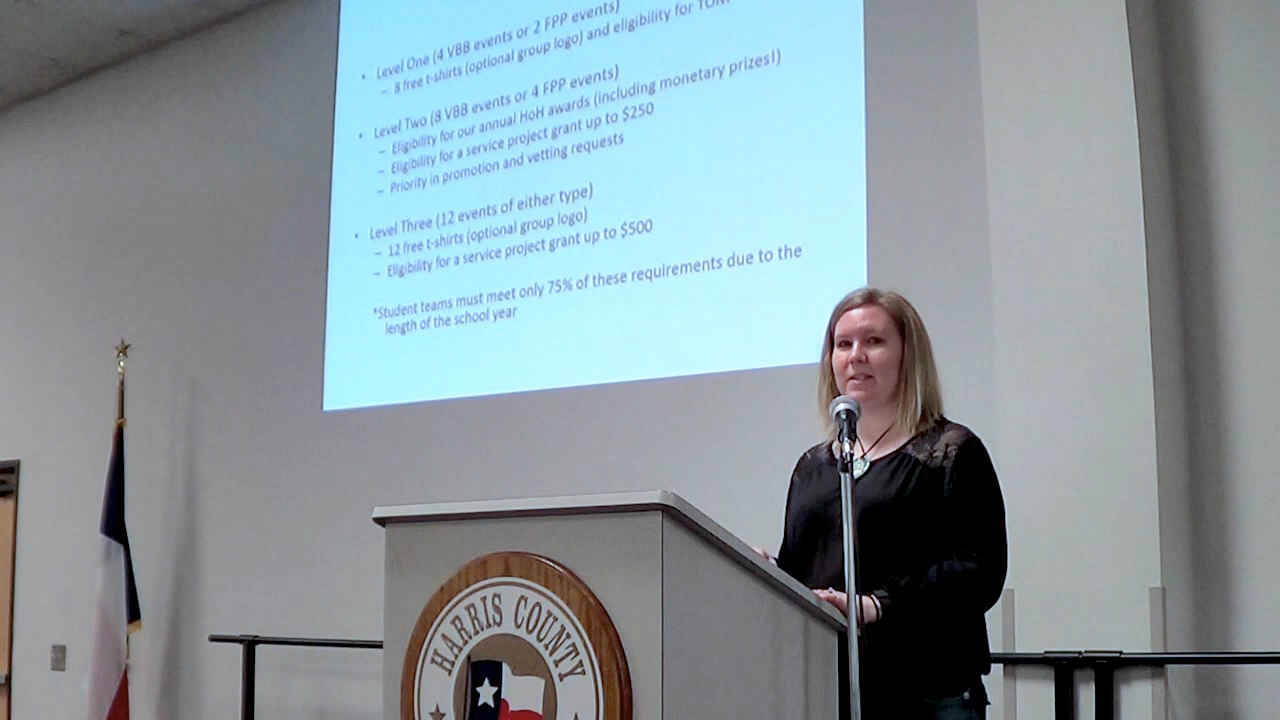 • Level One (4 VBB events or 2 FPP events)
– 8 free t-shirts (optional group logo) and eligibility for
• Level Two (8 VBB events or 4 FPP events)
– Eligibility for our annual HoH awards (including monetary prizes!)
– Eligibility for a service project grant up to $250
– Priority in promotion and vetting requests
• Level Three (12 events of either type)
– 12 free t-shirts (optional group logo)
– Eligibility for a service project grant up to $500
*Student teams must meet only 75% of these requirements due to the
length of the school year
HARRIS COUNTY